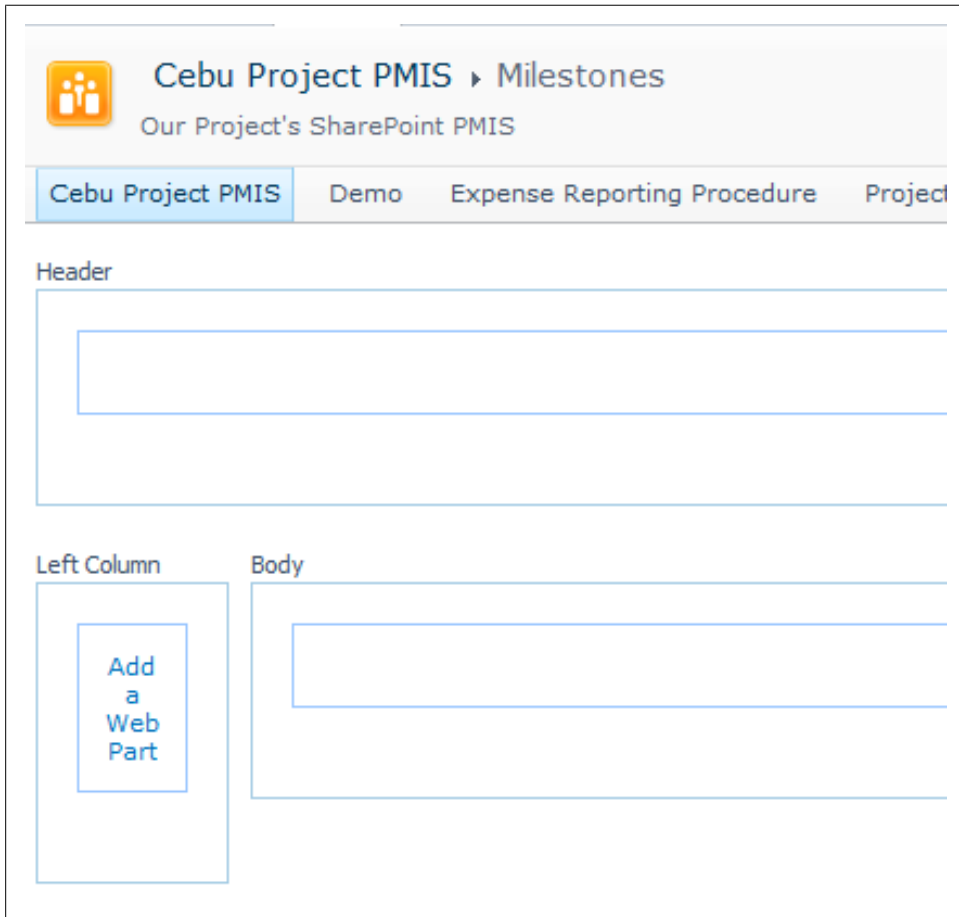 Cebu Project PMIS ▸ Milestones
Our Project's SharePoint PMIS
Cebu Project PMIS Demo Expense Reporting Procedure Project
Header
Left Column Body
Add
a
Web
Part